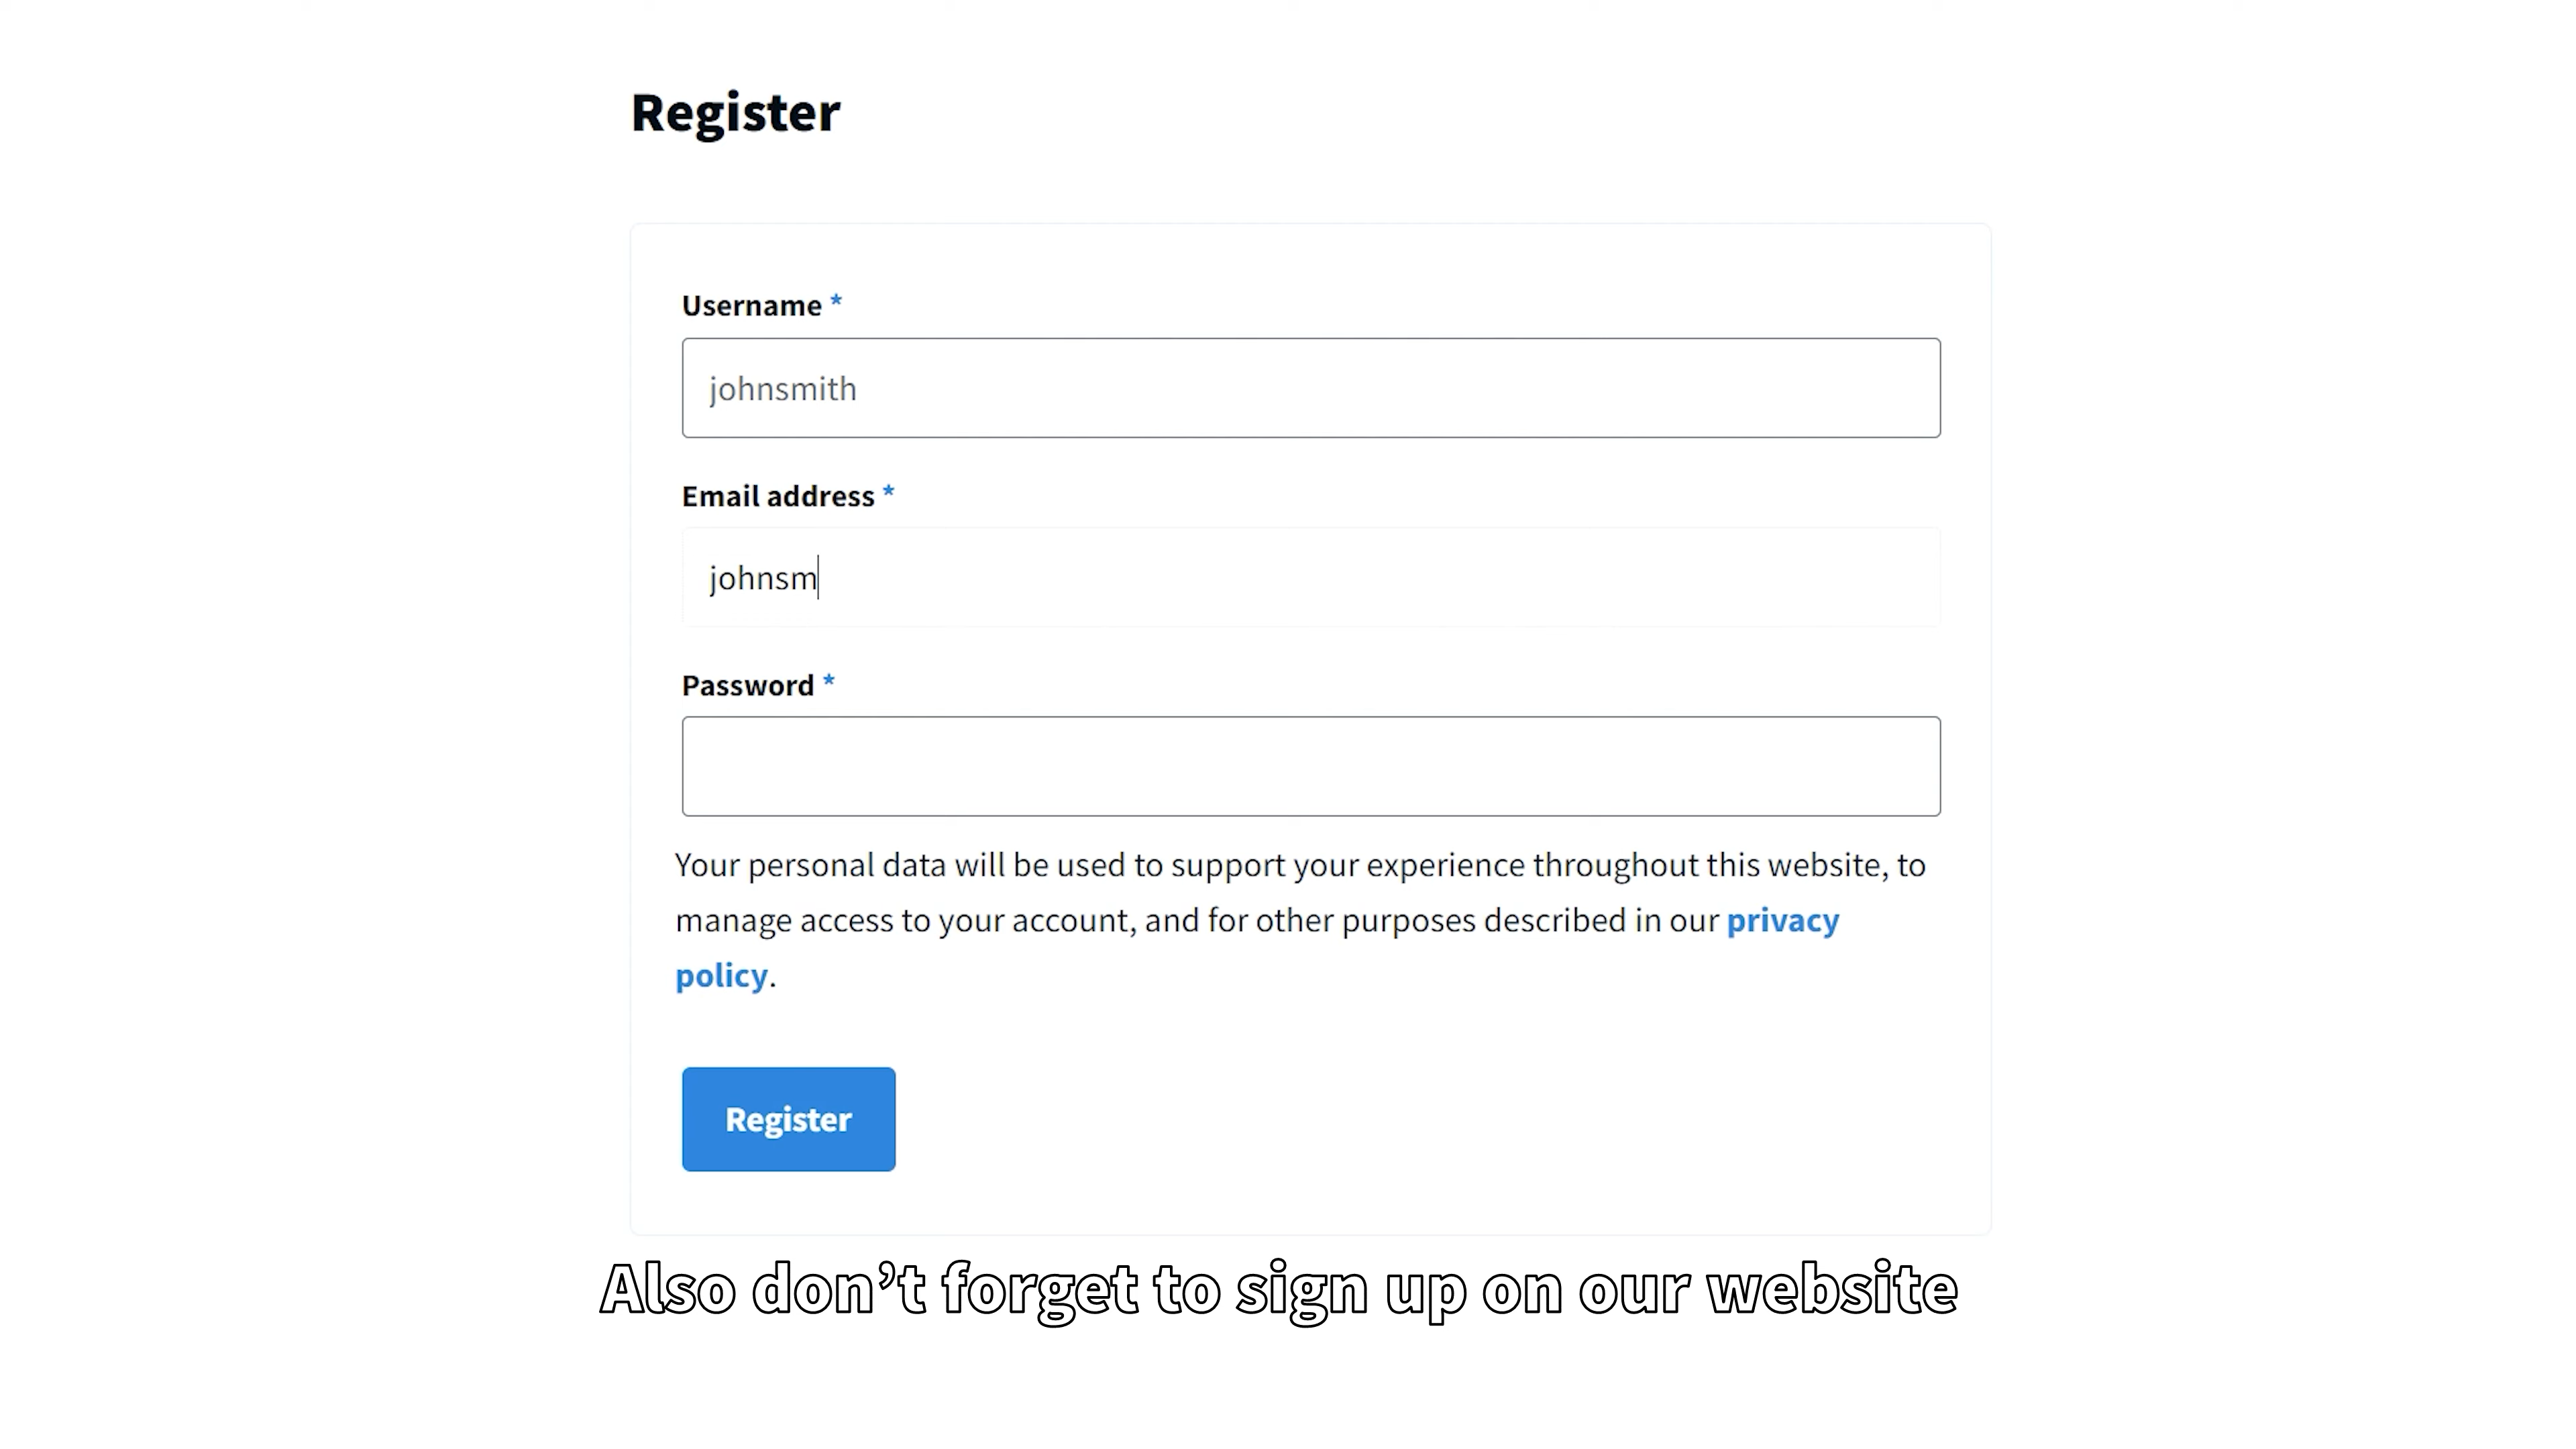 Register
Username *
johnsmith
Email address *
johnsm
Password *
Your personal data will be used to support your experience throughout this website, to
manage access to your account, and for other purposes described in our privacy
policy.
Register
Also don’t forget to sign up on our website